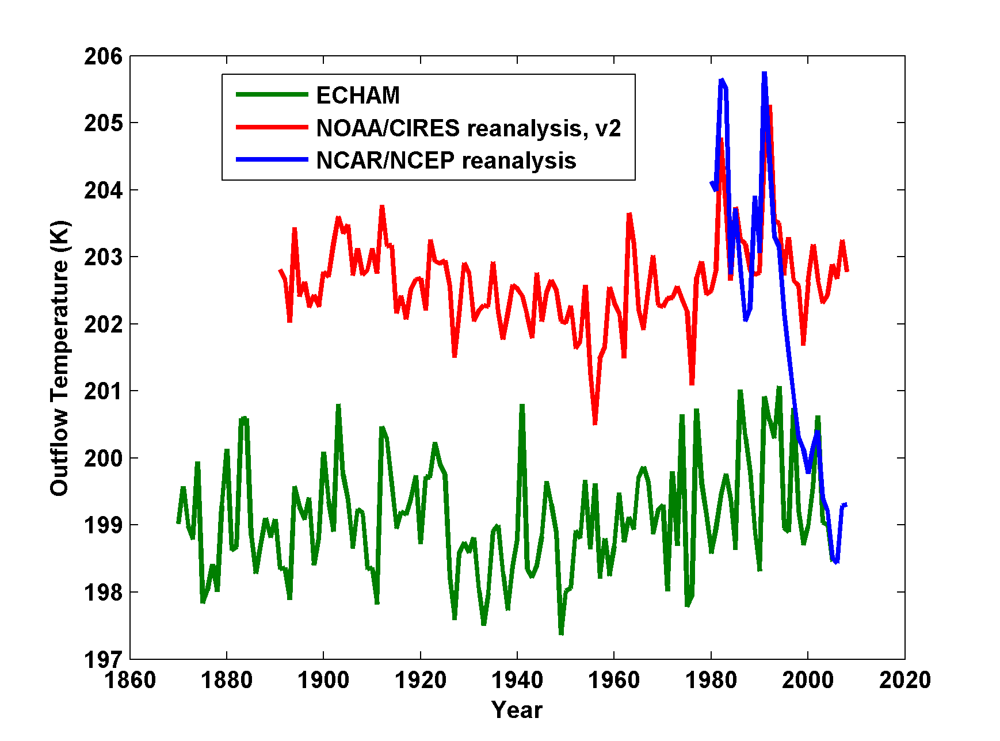 206
205
204
203
202
201
200
199
198
197
Outflow Temperature (K)
ECHAM
NOAA/CIRES reanalysis, v2
NCAR/NCEP reanalysis
1860 1880 1900 1920 1940 1960 1980 2000 2020
Year